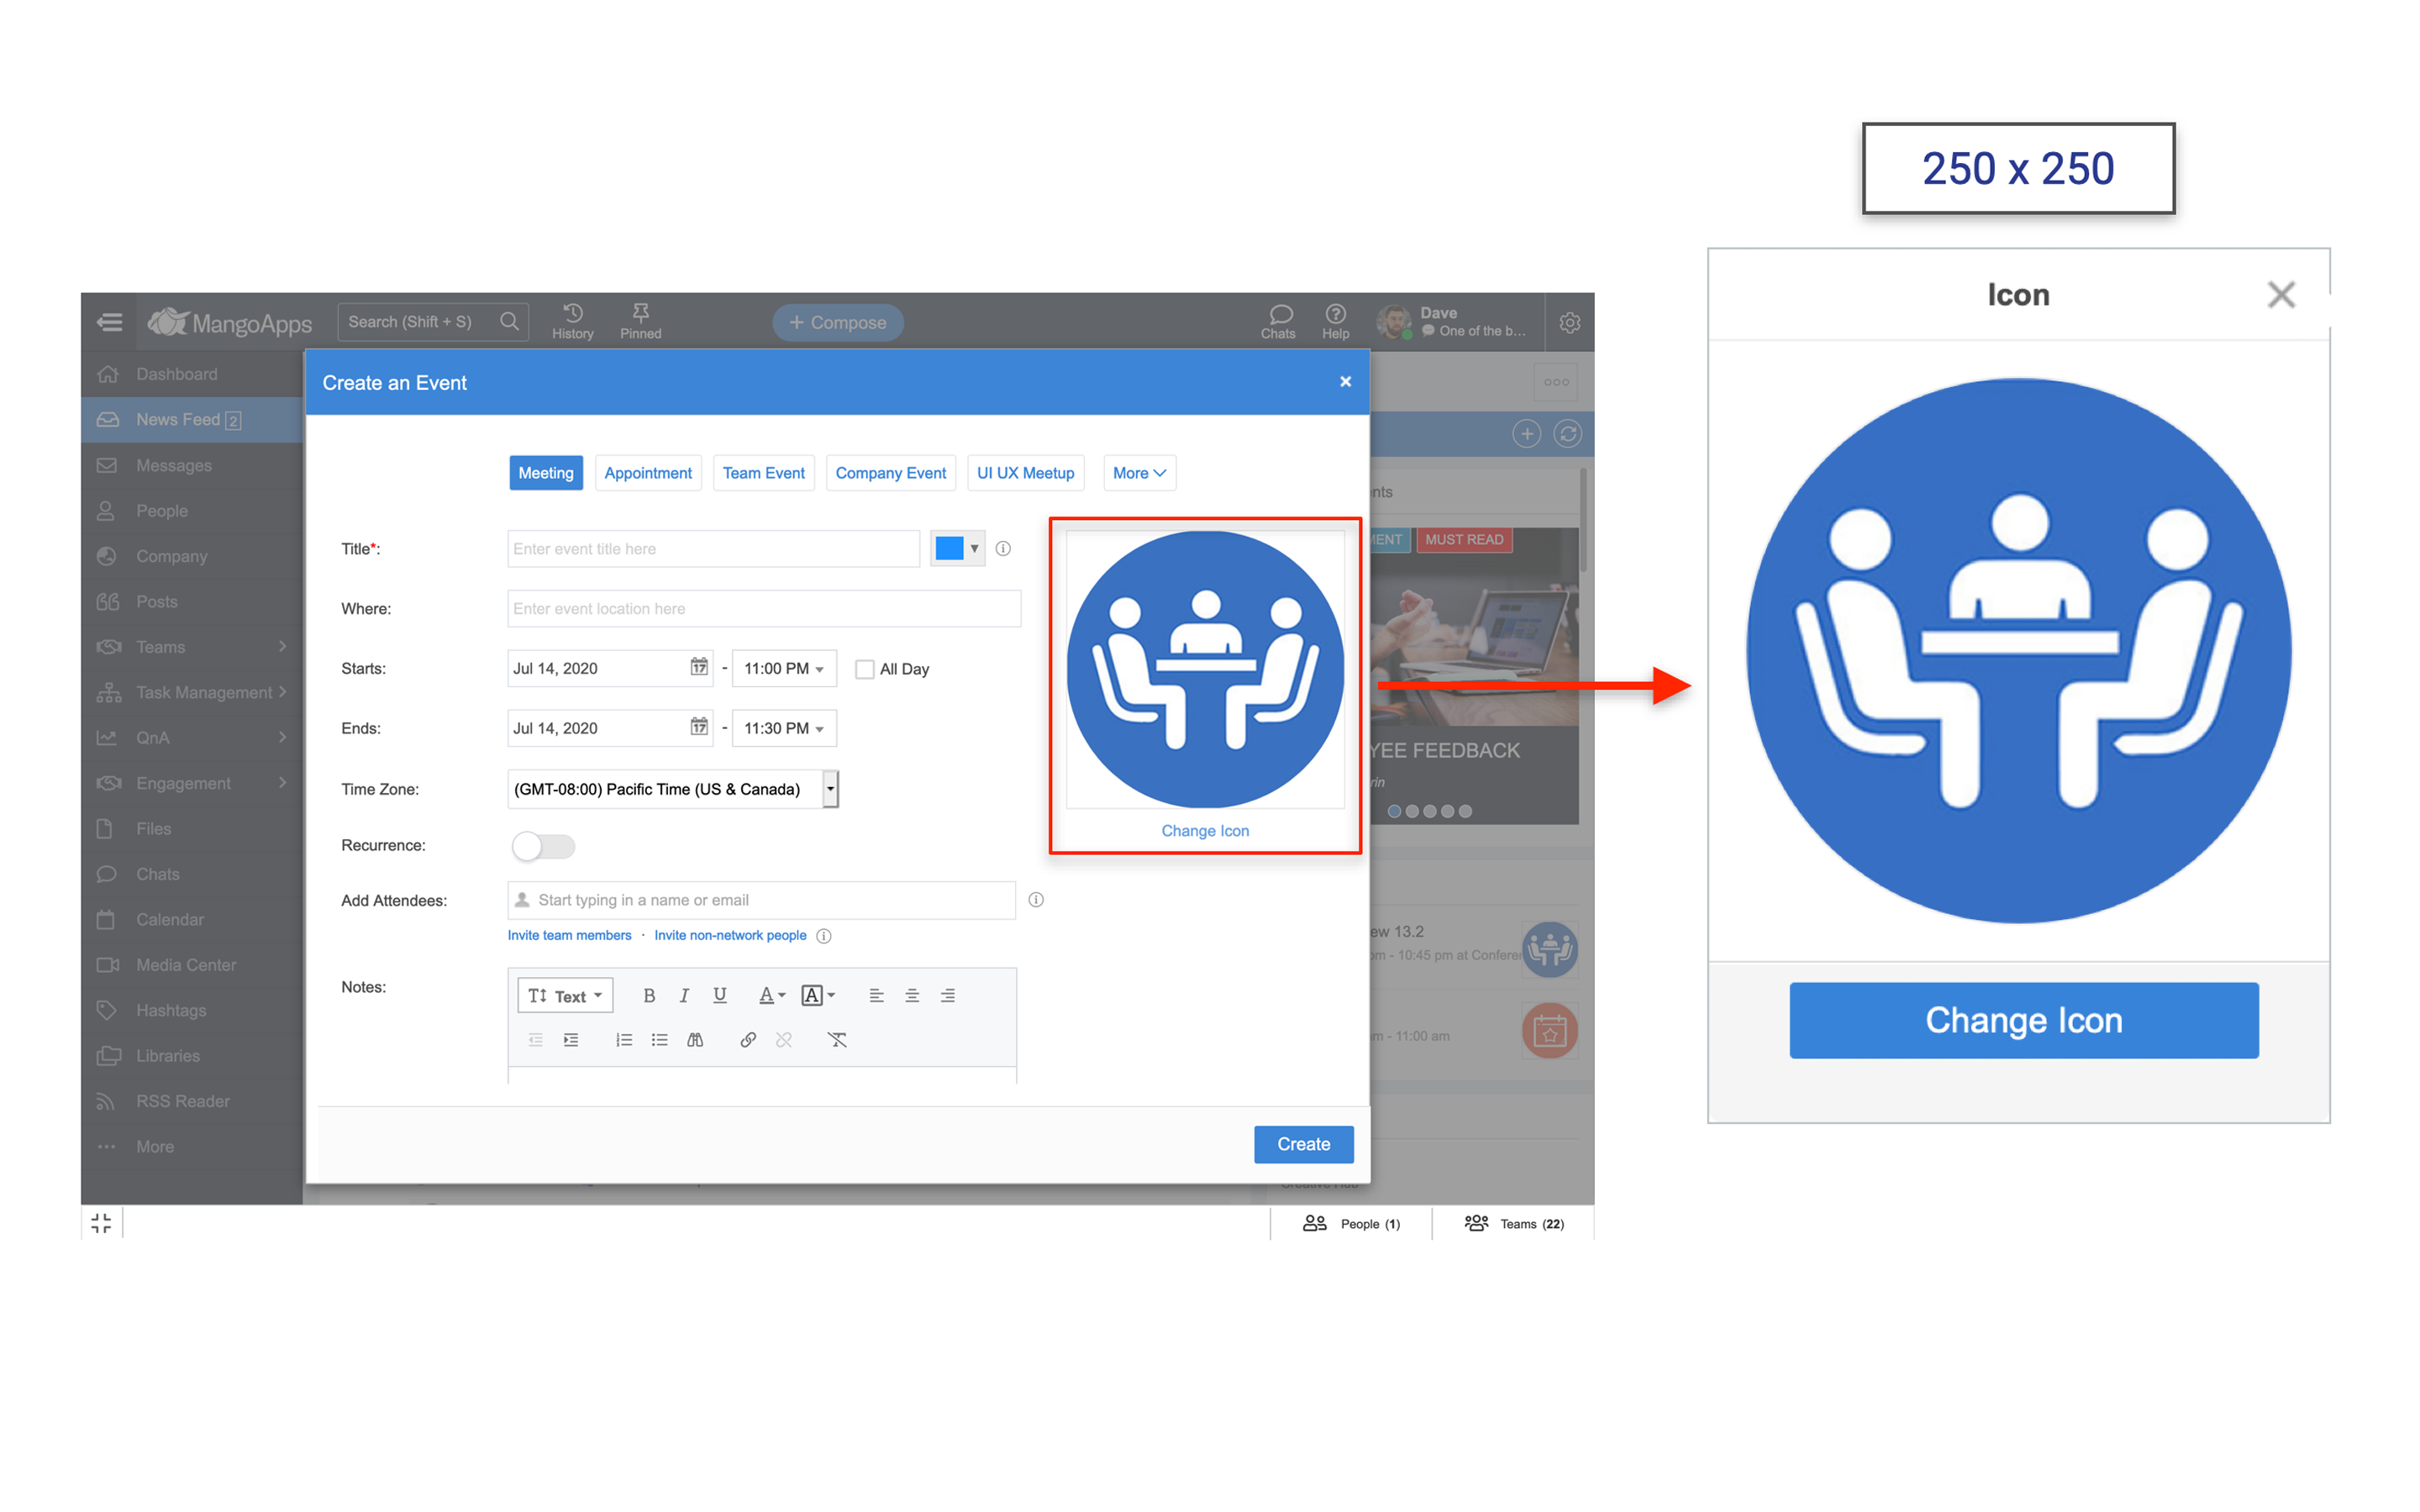 250 x 250
Icon
MangoApps
Search (Shift + S)
History
Pinned
+ Compose
Chats
Help
Dave
One of the b...
Dashboard
News Feed 2
Messages
People
Company
Posts
Teams
Task Management
QnA
Engagement
Files
Chats
Calendar
Media Center
Hashtags
Libraries
RSS Reader
More
Create an Event
Meeting
Appointment
Team Event
Company Event
UI UX Meetup
More
Title*:
Enter event title here
Where:
Enter event location here
Starts:
Jul 14, 2020
17
-
11:00 PM
All Day
Ends:
Jul 14, 2020
17
-
11:30 PM
Time Zone:
(GMT-08:00) Pacific Time (US & Canada)
Recurrence:
Add Attendees:
Start typing in a name or email
Invite team members · Invite non-network people
Notes:
Text
B I U A A
Change Icon
Create
nts
MENT
MUST READ
YEE FEEDBACK
rin
ew 13.2
om - 10:45 pm at Conferen
m - 11:00 am
People (1)
Teams (22)
Change Icon